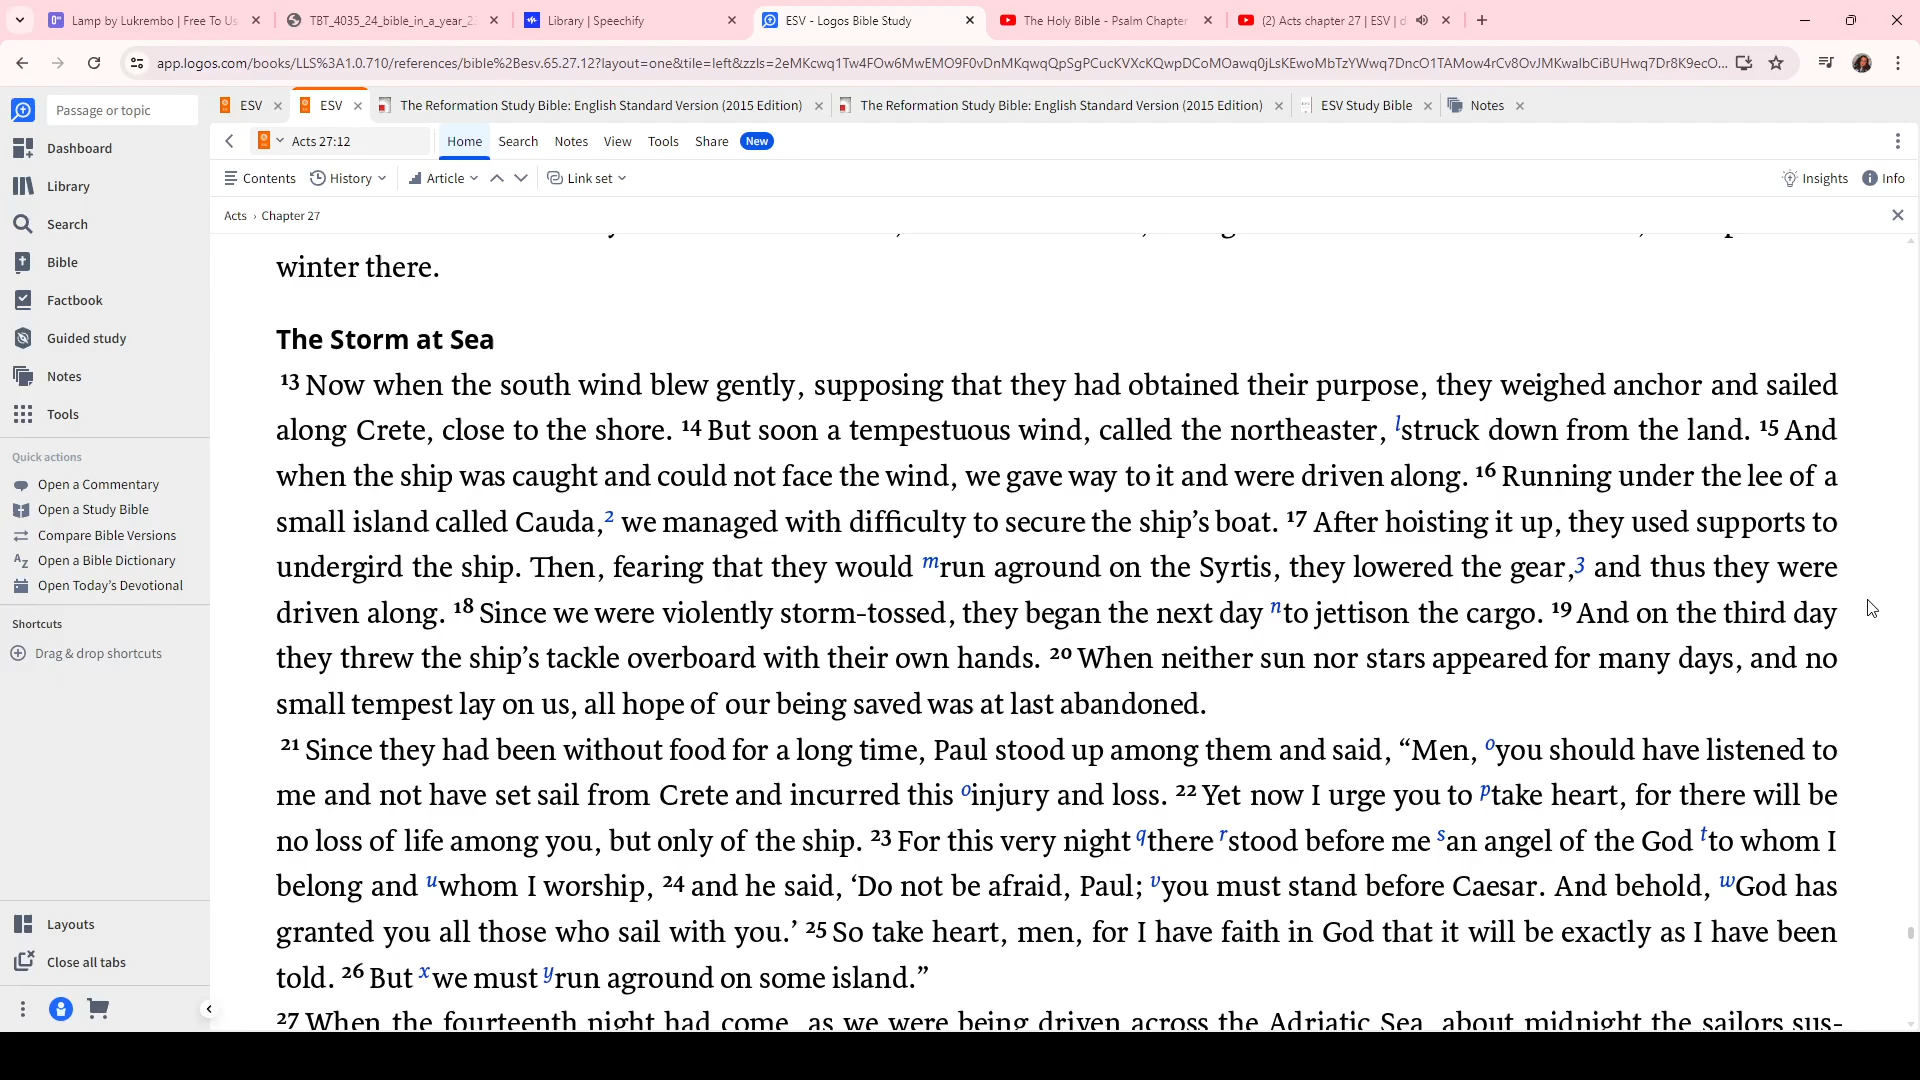 Lamp by Lukrembo | Free To Us
TBT_4035_24_bible_in_a_year_2
Library | Speechify
ESV - Logos Bible Study
The Holy Bible - Psalm Chapter
(2) Acts chapter 27 | ESV | d
app.logos.com/books/LLS%3A1.0.710/references/bible%2Besv.65.27.12?layout=one&tile=left&zzls=2eMKcwq1Tw4FOw6MwEMO9F0vDnMKqwqQpSgPCucKVXcKQwpDCoMOawq0jLsKEwoMbTzYWwq7DncO1TAMow4rCv8OvJMKwalbCiBUHwq7Dr8K9ecO...
ESV
ESV
The Reformation Study Bible: English Standard Version (2015 Edition)
The Reformation Study Bible: English Standard Version (2015 Edition)
ESV Study Bible
Notes
Passage or topic
Acts 27:12
Home
Search
Notes
View
Tools
Share
New
Contents
History
Article
Link set
Insights
Info
Acts › Chapter 27
Dashboard
Library
Search
Bible
Factbook
Guided study
Notes
Tools
Quick actions
Open a Commentary
Open a Study Bible
Compare Bible Versions
Open a Bible Dictionary
Open Today's Devotional
Shortcuts
Drag & drop shortcuts
Layouts
Close all tabs
winter there.
The Storm at Sea
13 Now when the south wind blew gently, supposing that they had obtained their purpose, they weighed anchor and sailed
along Crete, close to the shore. 14 But soon a tempestuous wind, called the northeaster, lstruck down from the land. 15 And
when the ship was caught and could not face the wind, we gave way to it and were driven along. 16 Running under the lee of a
small island called Cauda,2 we managed with difficulty to secure the ship’s boat. 17 After hoisting it up, they used supports to
undergird the ship. Then, fearing that they would mrun aground on the Syrtis, they lowered the gear,3 and thus they were
driven along. 18 Since we were violently storm-tossed, they began the next day nto jettison the cargo. 19 And on the third day
they threw the ship’s tackle overboard with their own hands. 20 When neither sun nor stars appeared for many days, and no
small tempest lay on us, all hope of our being saved was at last abandoned.
21 Since they had been without food for a long time, Paul stood up among them and said, “Men, oyou should have listened to
me and not have set sail from Crete and incurred this oinjury and loss. 22 Yet now I urge you to ptake heart, for there will be
no loss of life among you, but only of the ship. 23 For this very night qthere rstood before me san angel of the God tto whom I
belong and uwhom I worship, 24 and he said, ‘Do not be afraid, Paul; vyou must stand before Caesar. And behold, wGod has
granted you all those who sail with you.’ 25 So take heart, men, for I have faith in God that it will be exactly as I have been
told. 26 But xwe must yrun aground on some island.”
27 When the fourteenth night had come, as we were being driven across the Adriatic Sea, about midnight the sailors sus-